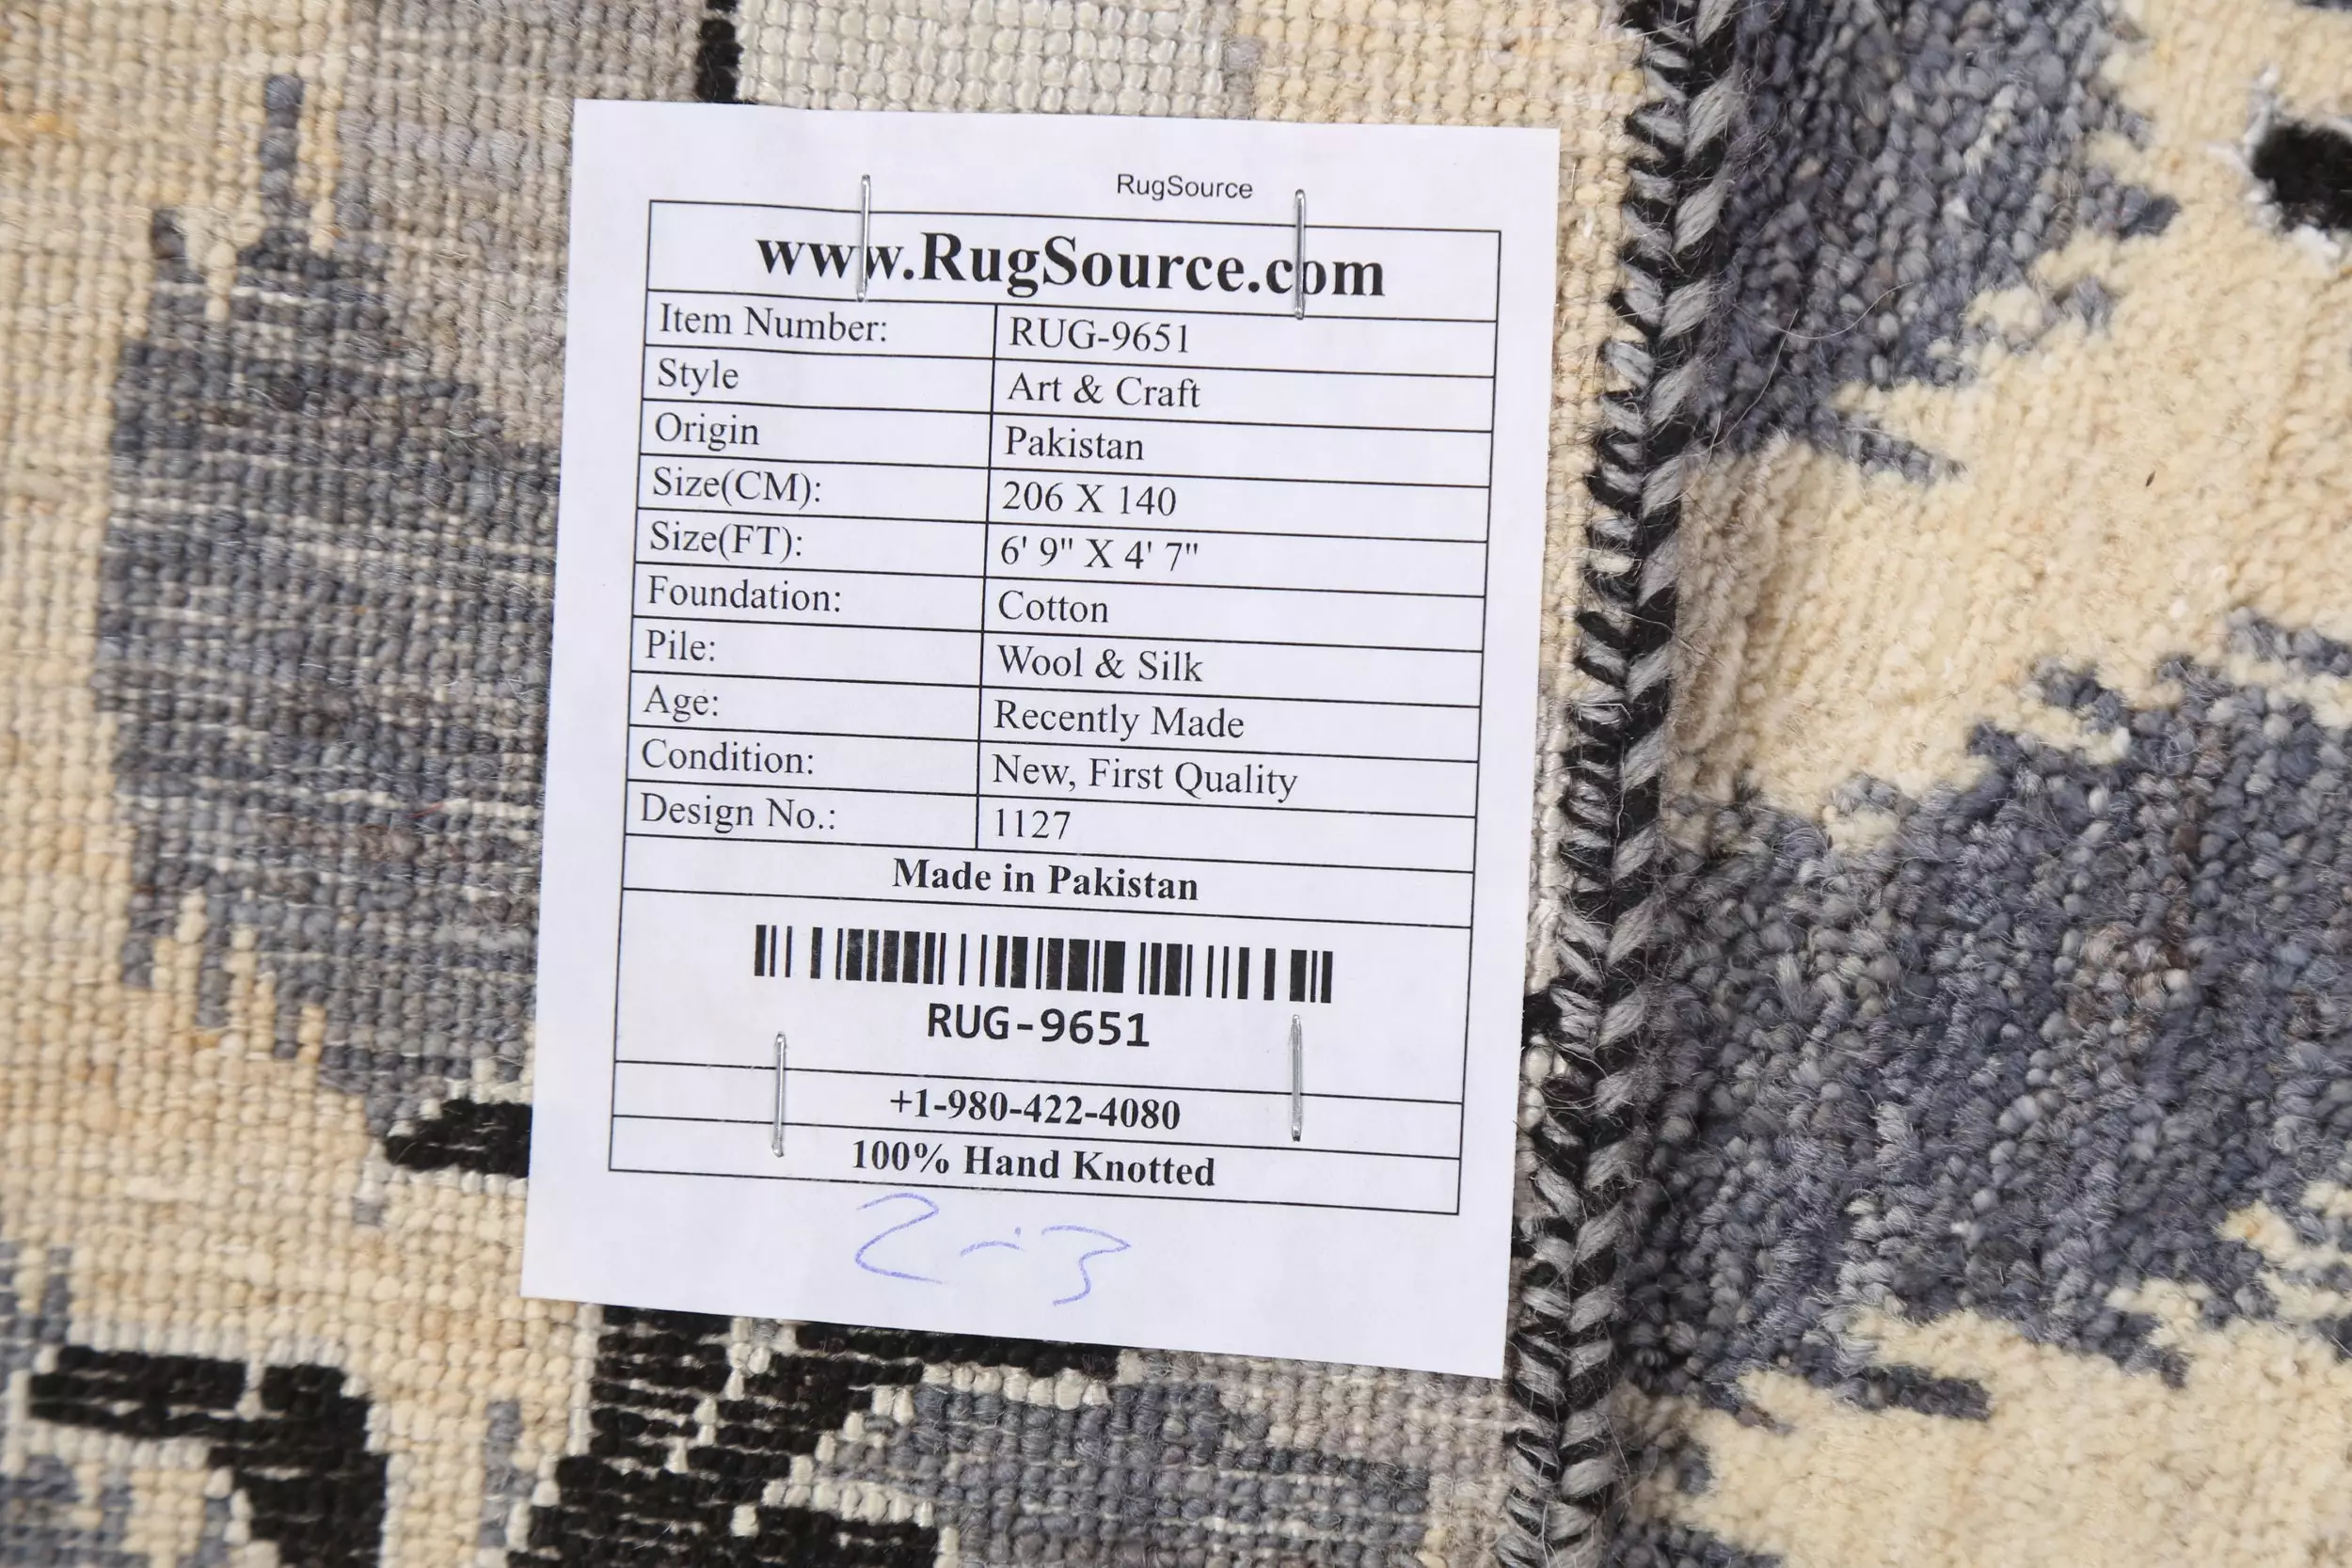 RugSource
www.RugSource.com
Item Number: RUG-9651
Style Art & Craft
Origin Pakistan
Size(CM): 206 X 140
Size(FT): 6' 9" X 4' 7"
Foundation: Cotton
Pile: Wool & Silk
Age: Recently Made
Condition: New, First Quality
Design No.: 1127
Made in Pakistan
RUG-9651
+1-980-422-4080
100% Hand Knotted
2-3